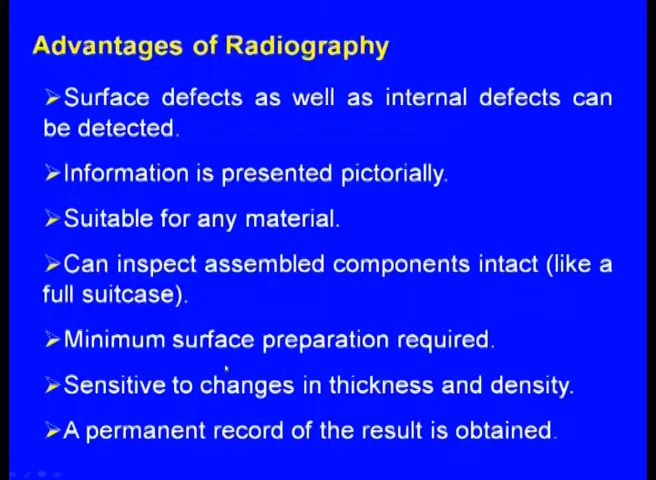 Advantages of Radiography
➢Surface defects as well as internal defects can
be detected.
➢Information is presented pictorially.
➢Suitable for any material.
➢Can inspect assembled components intact (like a
full suitcase).
➢Minimum surface preparation required.
➢Sensitive to changes in thickness and density.
➢A permanent record of the result is obtained.